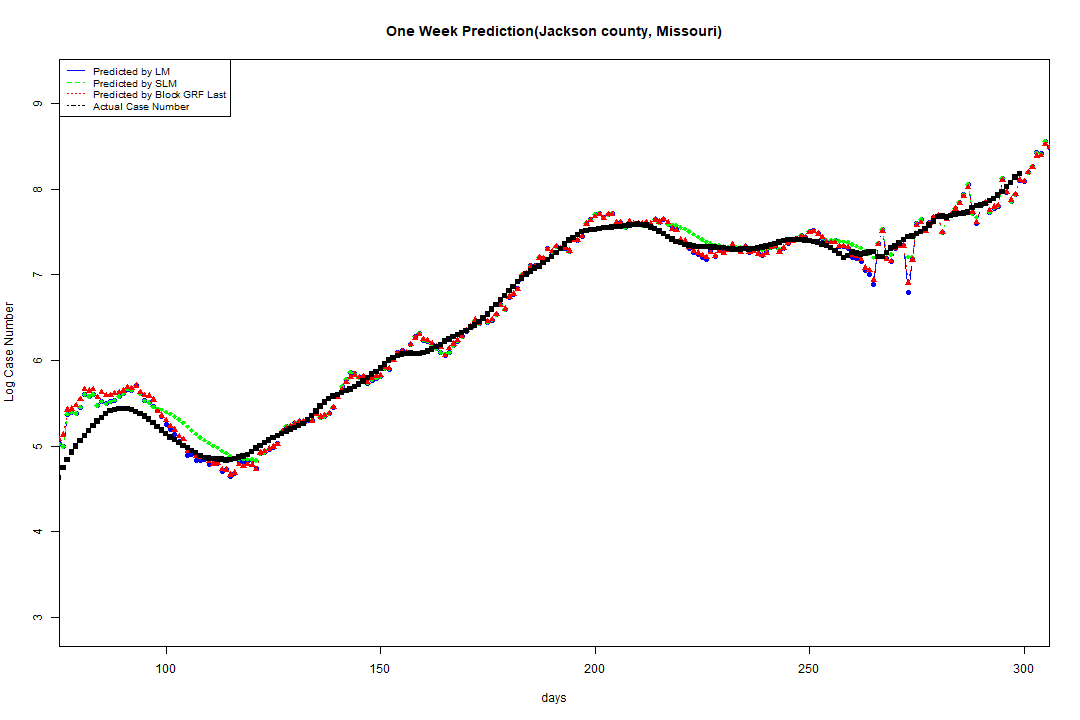 One Week Prediction(Jackson county, Missouri)
Predicted by LM
Predicted by SLM
Predicted by Block GRF Last
Actual Case Number
9
8
7
6
5
4
3
Log Case Number
100 150 200 250 300
days